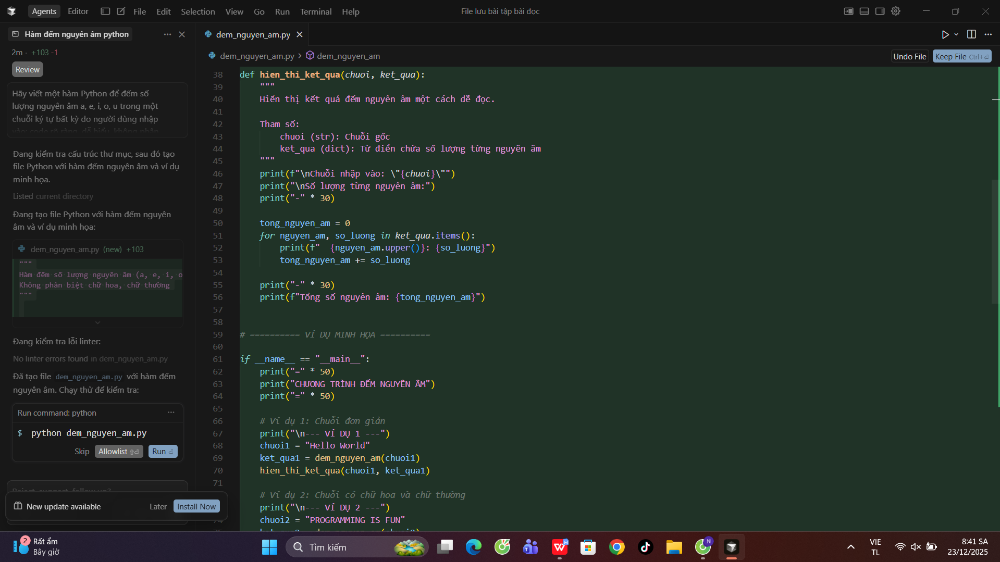 Agents Editor File Edit Selection View Go Run Terminal Help File lưu bài tập bài đọc
Hàm đếm nguyên âm python
2m · +103 -1
Review
Hãy viết một hàm Python để đếm số
lượng nguyên âm a, e, i, o, u trong một
chuỗi ký tự bất kỳ do người dùng nhập
Đang kiểm tra cấu trúc thư mục, sau đó tạo
file Python với hàm đếm nguyên âm và ví dụ
minh họa.
Listed current directory
Đang tạo file Python với hàm đếm nguyên
âm và ví dụ minh họa:
dem_nguyen_am.py (new) +103
"""
Hàm đếm số lượng nguyên âm (a, e, i, o
Không phân biệt chữ hoa, chữ thường
"""
Đang kiểm tra lỗi linter:
No linter errors found in dem_nguyen_am.py
Đã tạo file dem_nguyen_am.py với hàm đếm
nguyên âm. Chạy thử để kiểm tra:
Run command: python
$ python dem_nguyen_am.py
Skip Allowlist Run
New update available Later Install Now
dem_nguyen_am.py
dem_nguyen_am.py > dem_nguyen_am
Undo File Keep File Ctrl+⏎
38 def hien_thi_ket_qua(chuoi, ket_qua):
39 """
40 Hiển thị kết quả đếm nguyên âm một cách dễ đọc.
41
42 Tham số:
43 chuoi (str): Chuỗi gốc
44 ket_qua (dict): Từ điển chứa số lượng từng nguyên âm
45 """
46 print(f"\nChuỗi nhập vào: \"{chuoi}\"")
47 print("\nSố lượng từng nguyên âm:")
48 print("-" * 30)
49
50 tong_nguyen_am = 0
51 for nguyen_am, so_luong in ket_qua.items():
52 print(f"  {nguyen_am.upper()}: {so_luong}")
53 tong_nguyen_am += so_luong
54
55 print("-" * 30)
56 print(f"Tổng số nguyên âm: {tong_nguyen_am}")
57
58
59 # ========== VÍ DỤ MINH HỌA ==========
60
61 if __name__ == "__main__":
62 print("=" * 50)
63 print("CHƯƠNG TRÌNH ĐẾM NGUYÊN ÂM")
64 print("=" * 50)
65
66 # Ví dụ 1: Chuỗi đơn giản
67 print("\n--- VÍ DỤ 1 ---")
68 chuoi1 = "Hello World"
69 ket_qua1 = dem_nguyen_am(chuoi1)
70 hien_thi_ket_qua(chuoi1, ket_qua1)
71
72 # Ví dụ 2: Chuỗi có chữ hoa và chữ thường
73 print("\n--- VÍ DỤ 2 ---")
74 chuoi2 = "PROGRAMMING IS FUN"
2 Rất ẩm
Bây giờ
Tìm kiếm
VIE
TL
8:41 SA
23/12/2025